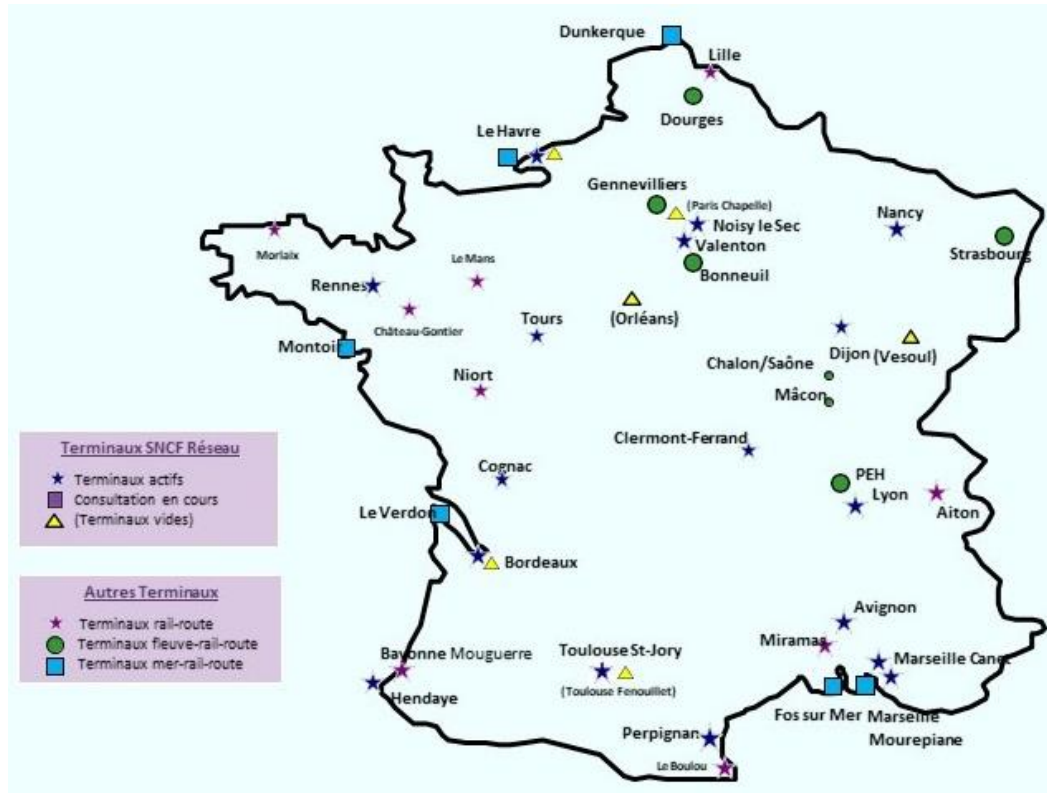 Dunkerque
Lille
Dourges
Le Havre
Gennevilliers
(Paris Chapelle)
Noisy le Sec
Valenton
Bonneuil
Nancy
Strasbourg
Morlaix
Rennes
Le Mans
Château-Gontier
(Orléans)
Tours
Montoir
Dijon
(Vesoul)
Chalon/Saône
Mâcon
Niort
Clermont-Ferrand
Cognac
PEH
Lyon
Aiton
Le Verdon
Bordeaux
Terminaux SNCF Réseau
Terminaux actifs
Consultation en cours
(Terminaux vides)
Autres Terminaux
Terminaux rail-route
Terminaux fleuve-rail-route
Terminaux mer-rail-route
Avignon
Miramas
Marseille Canet
Bayonne Mouguerre
Hendaye
Toulouse St-Jory
(Toulouse Fenouillet)
Fos sur Mer
Marseille
Mourepiane
Perpignan
Le Boulou